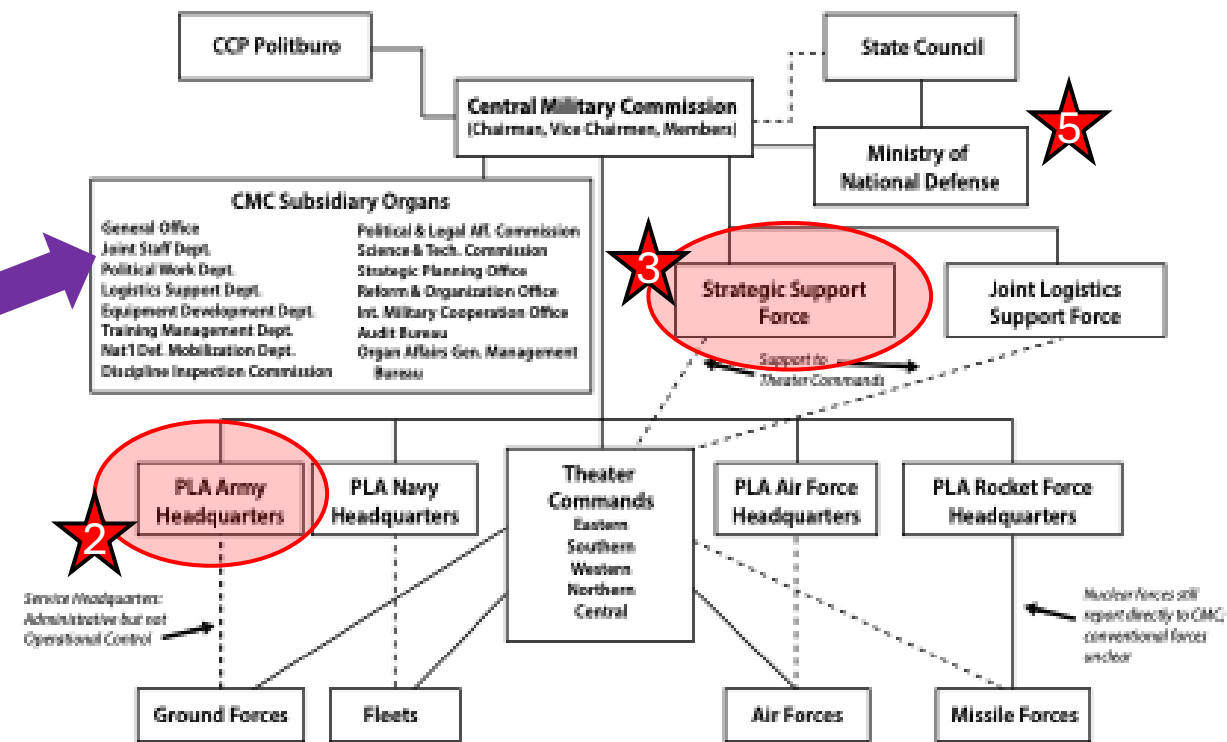 CCP Politburo
State Council
Central Military Commission
(Chairman, Vice Chairmen, Members)
5
Ministry of
National Defense
CMC Subsidiary Organs
General Office
Joint Staff Dept.
Political Work Dept.
Logistics Support Dept.
Equipment Development Dept.
Training Management Dept.
Nat'l Def. Mobilization Dept.
Discipline Inspection Commission
Political & Legal Aff. Commission
Science & Tech. Commission
Strategic Planning Office
Reform & Organization Office
Int. Military Cooperation Office
Audit Bureau
Organ Affairs Gen. Management
Bureau
3
Strategic Support
Force
Joint Logistics
Support Force
Support to
Theater Commands
2
PLA Army
Headquarters
PLA Navy
Headquarters
Theater
Commands
Eastern
Southern
Western
Northern
Central
PLA Air Force
Headquarters
PLA Rocket Force
Headquarters
Service Headquarters:
Administrative but not
Operational Control
Nuclear forces still
report directly to CMC;
conventional forces
unclear
Ground Forces
Fleets
Air Forces
Missile Forces